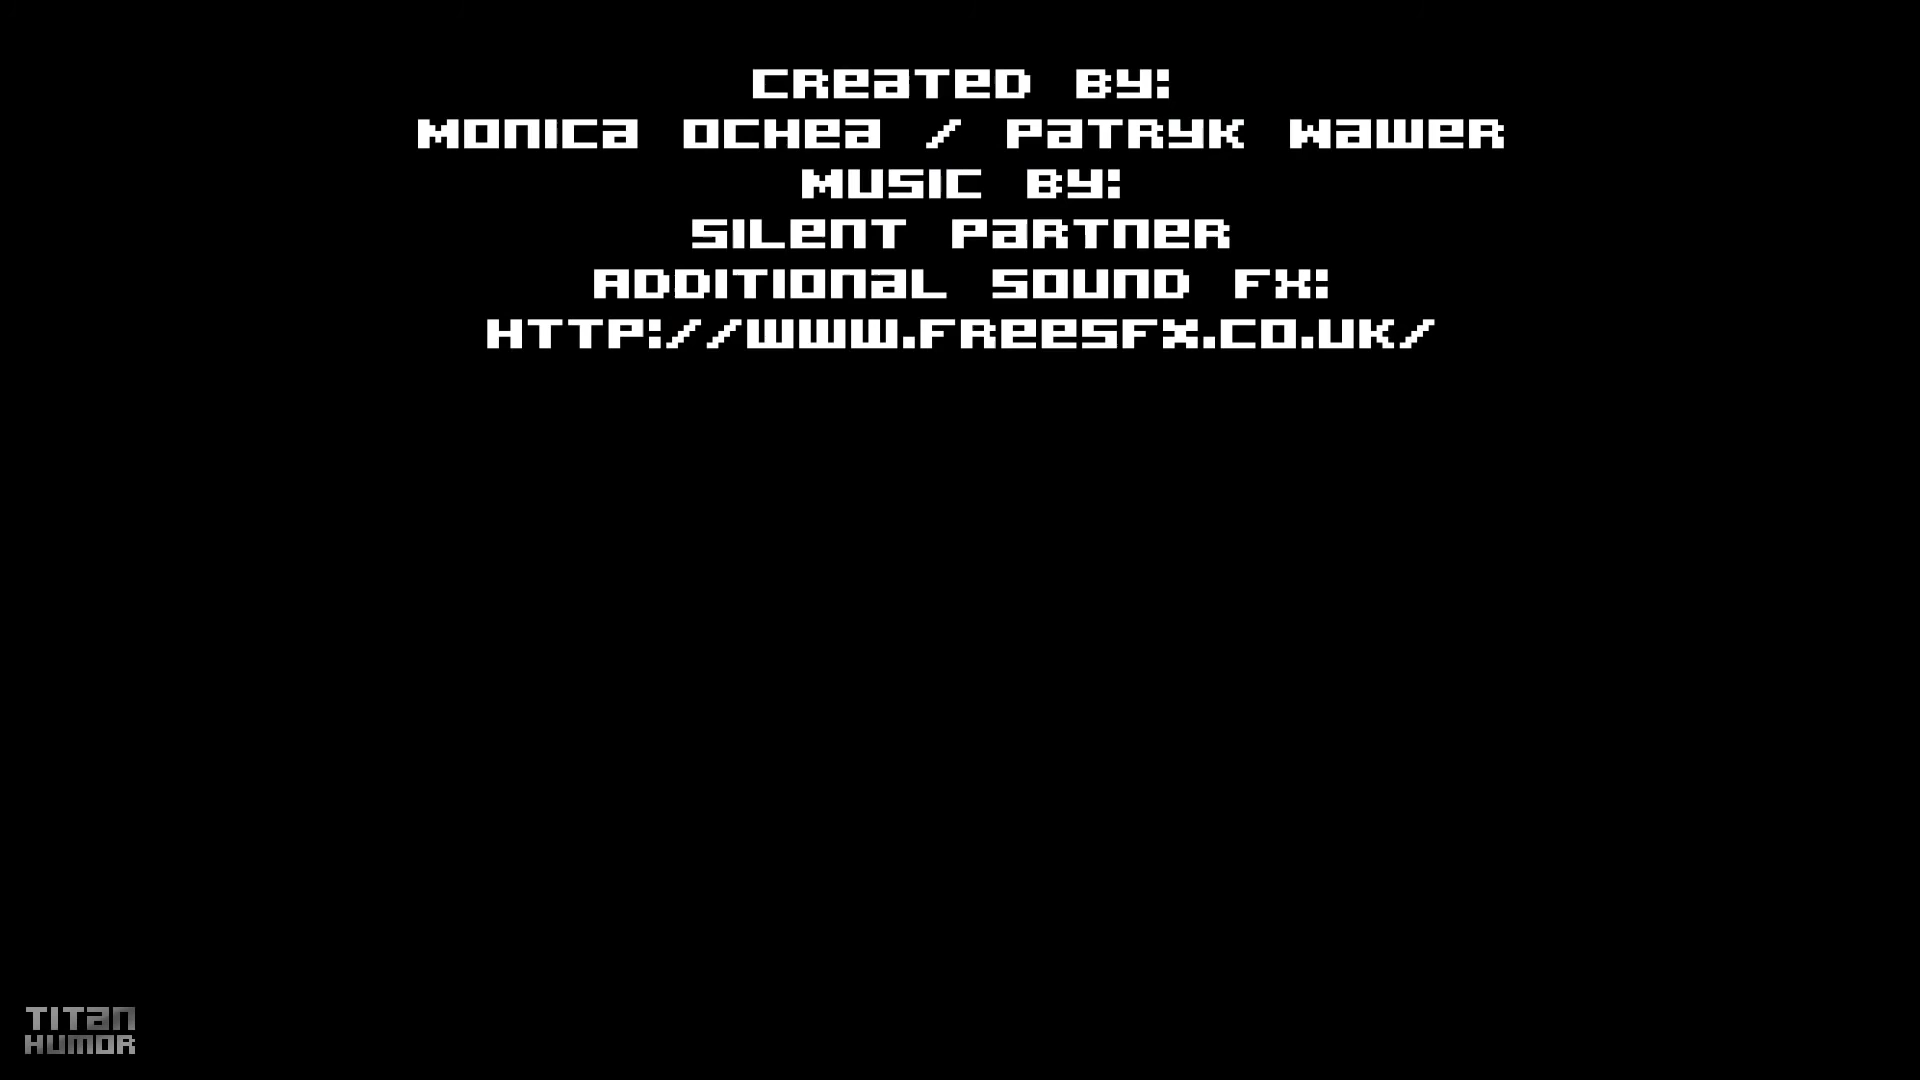 CREATED BY:
MONICA OCHEA / PATRYK WAWER
MUSIC BY:
SILENT PARTNER
ADDITIONAL SOUND FX:
HTTP://WWW.FREESFX.CO.UK/
TITAN
HUMOR